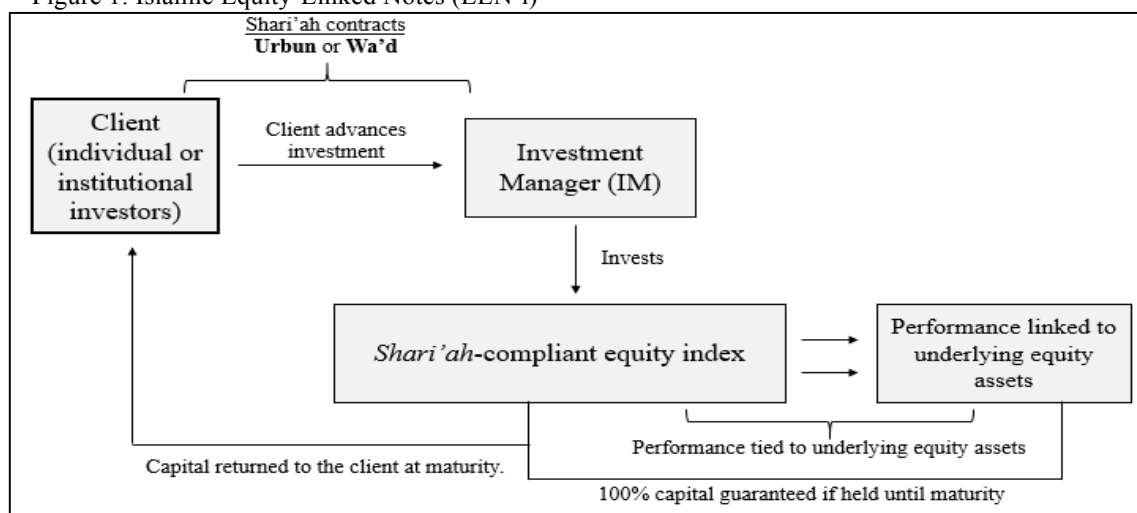 Figure 1: Islamic Equity-Linked Notes (ELN-i)
Shari’ah contracts
Urbun or Wa’d
Client
(individual or
institutional
investors)
Client advances
investment
Investment
Manager (IM)
Invests
Shari’ah-compliant equity index
Performance linked to
underlying equity
assets
Performance tied to underlying equity assets
Capital returned to the client at maturity.
100% capital guaranteed if held until maturity